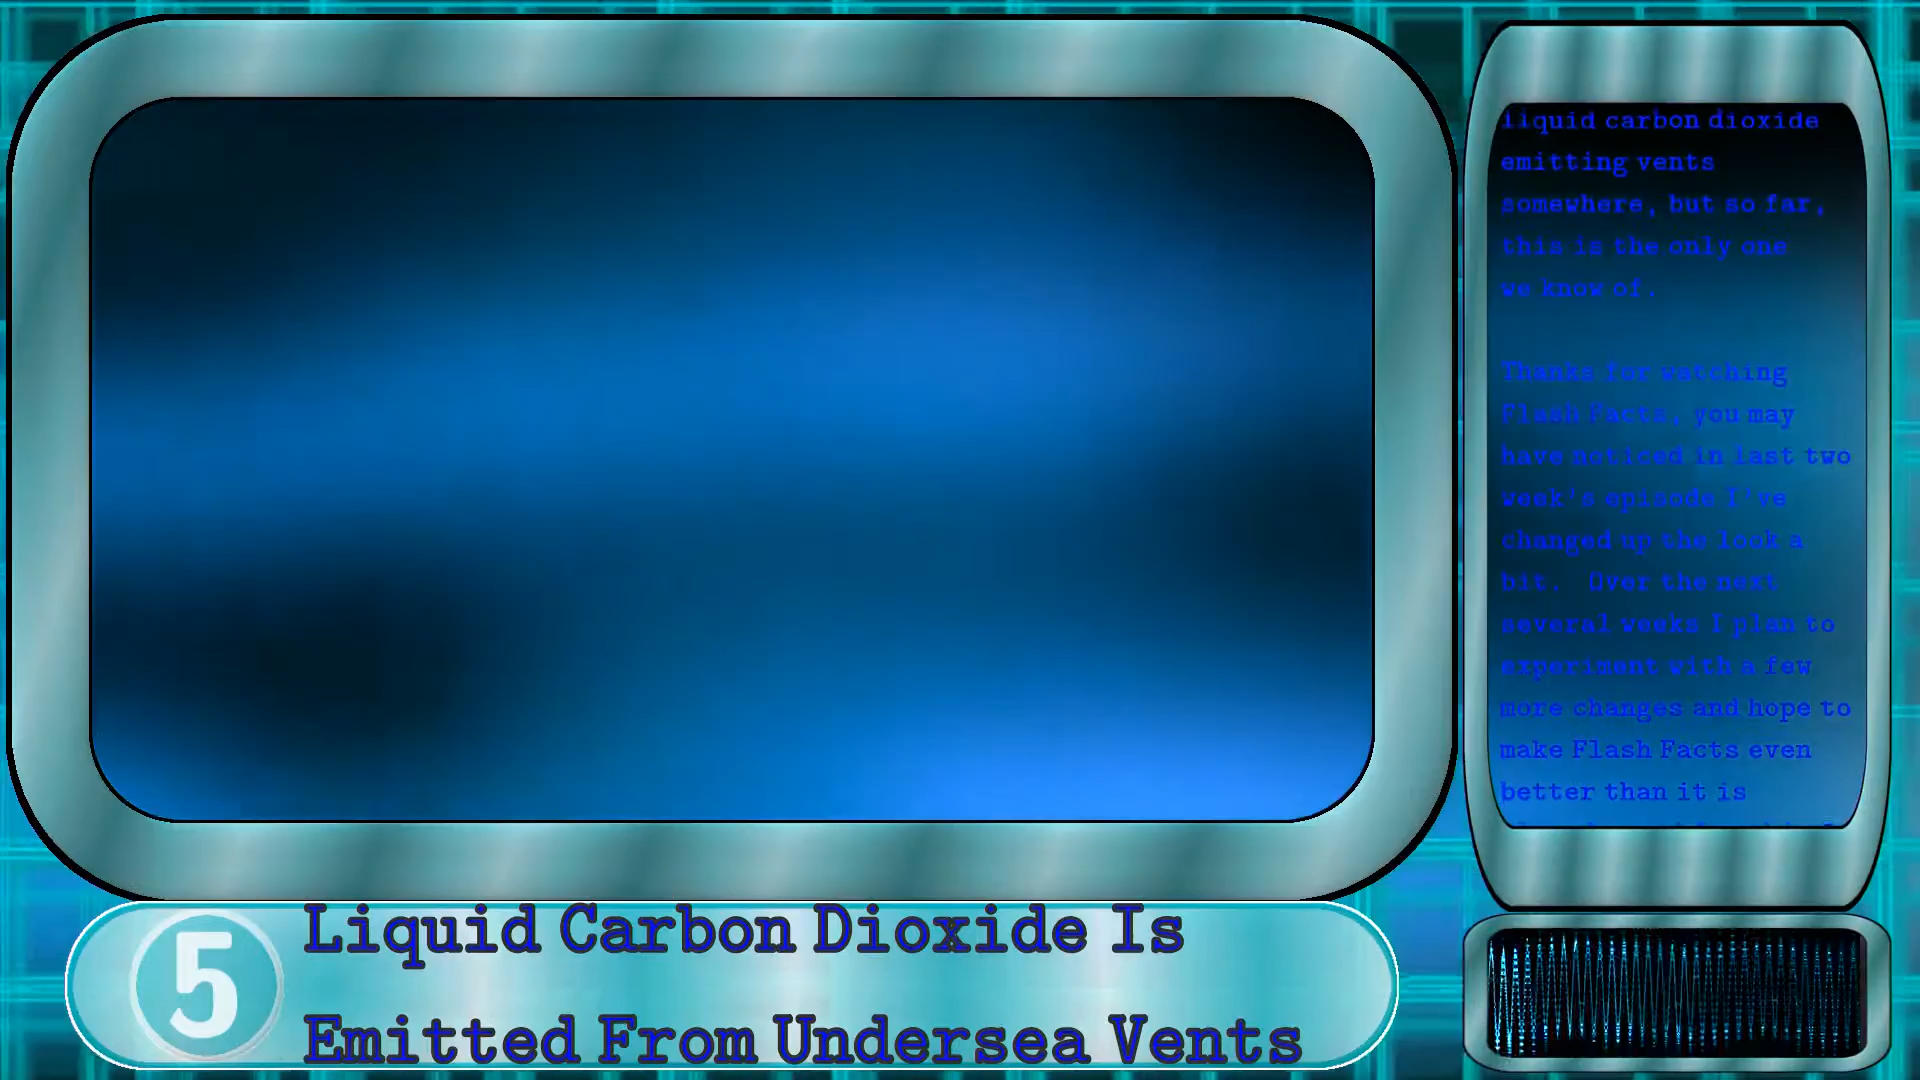 liquid carbon dioxide
emitting vents
somewhere, but so far,
this is the only one
we know of.
Thanks for watching
Flash Facts, you may
have noticed in last two
week's episode I've
changed up the look a
bit. Over the next
several weeks I plan to
experiment with a few
more changes and hope to
make Flash Facts even
better than it is
5
Liquid Carbon Dioxide Is
Emitted From Undersea Vents